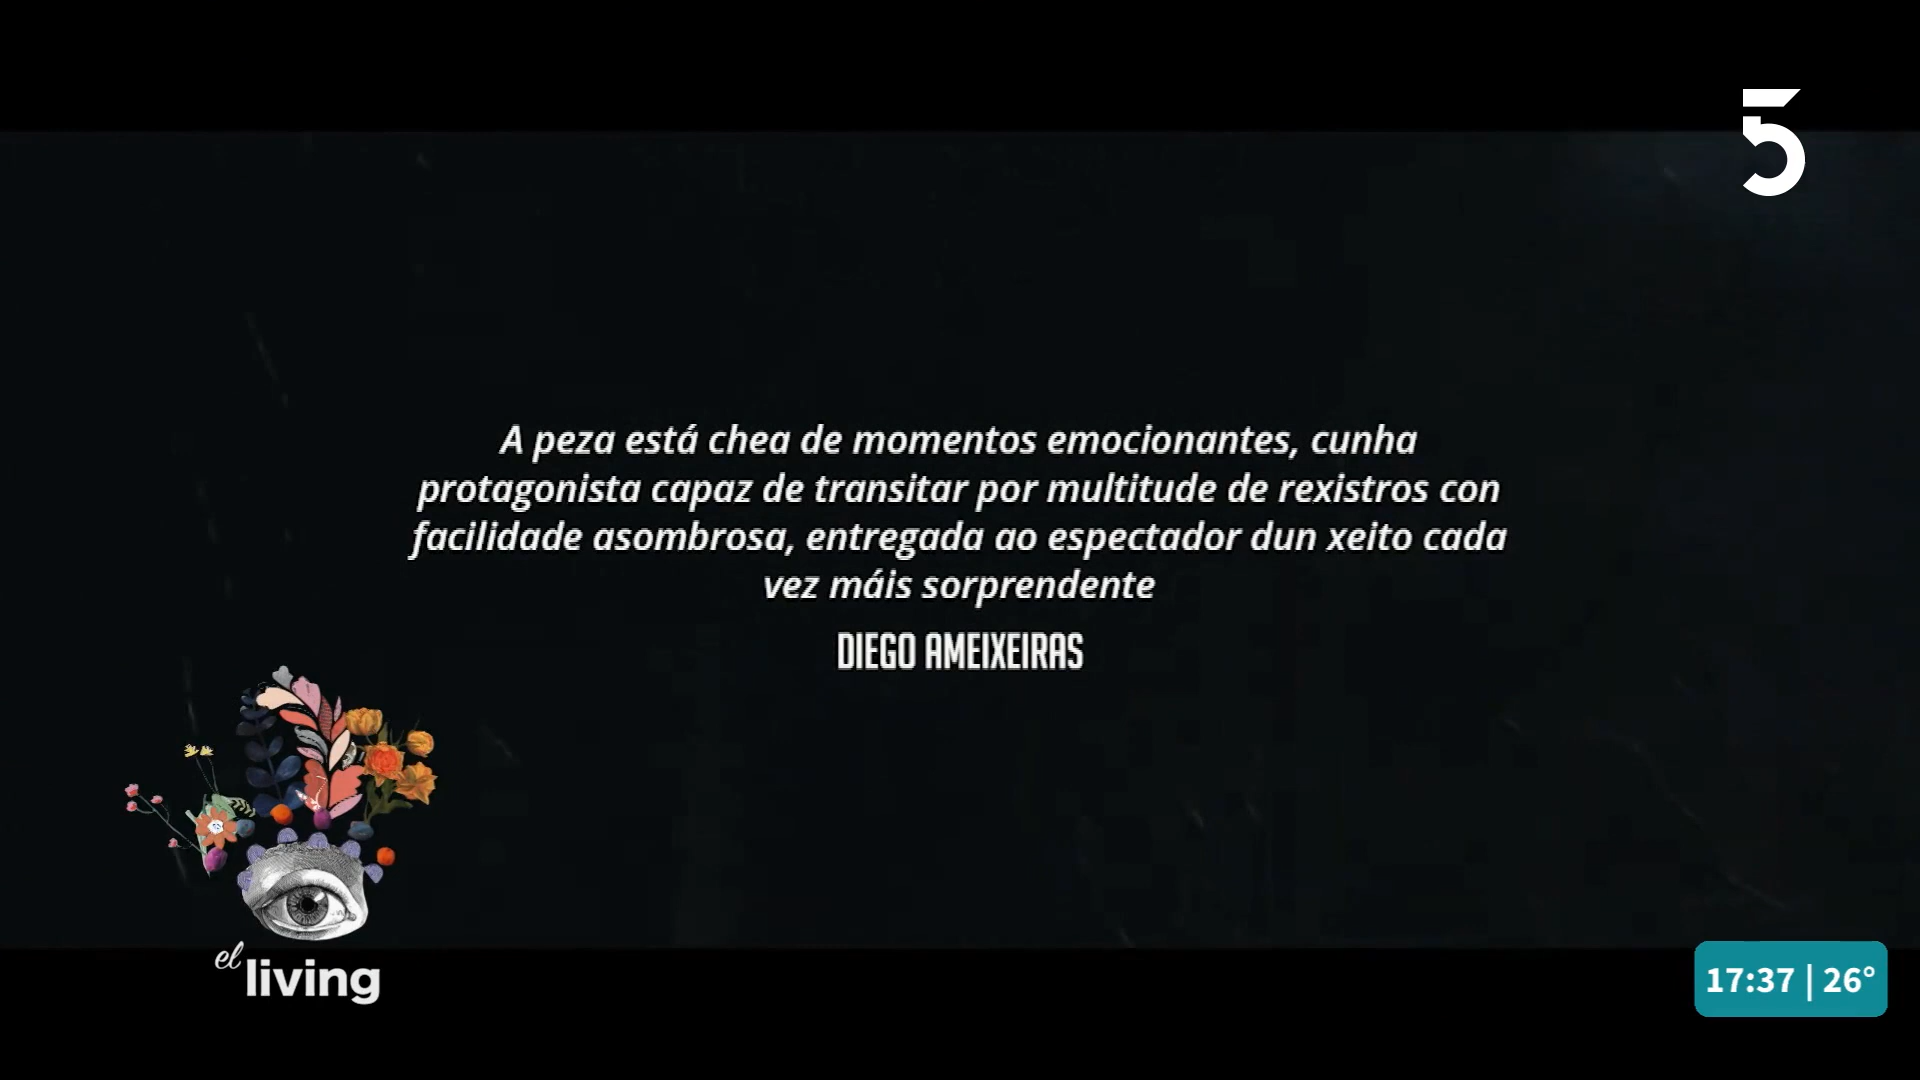 5
A peza está chea de momentos emocionantes, cunha
protagonista capaz de transitar por multitude de rexistros con
facilidade asombrosa, entregada ao espectador dun xeito cada
vez máis sorprendente
DIEGO AMEIXEIRAS
el living
17:37 | 26°